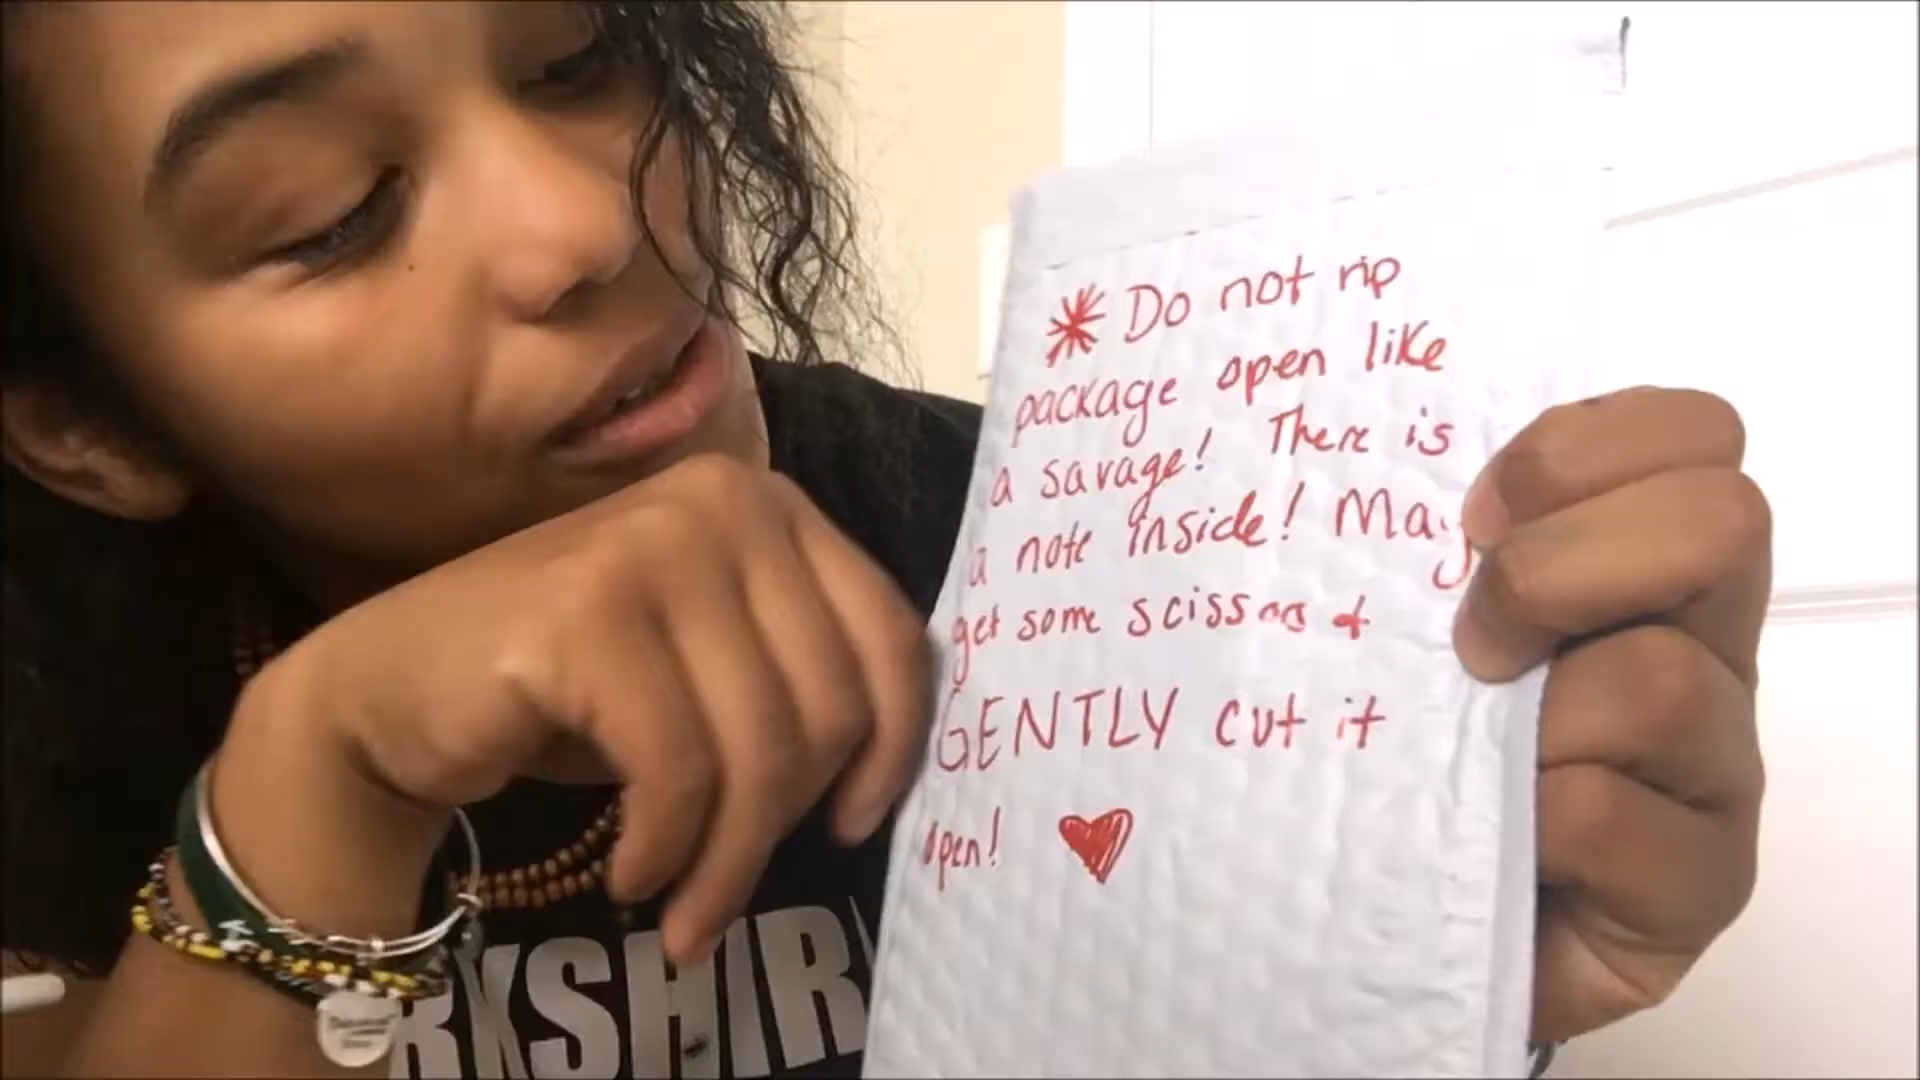 * Do not rip
package open like
a savage! There is
a note inside! May
get some scissors &
GENTLY cut it
open! ♥
RKSHIR